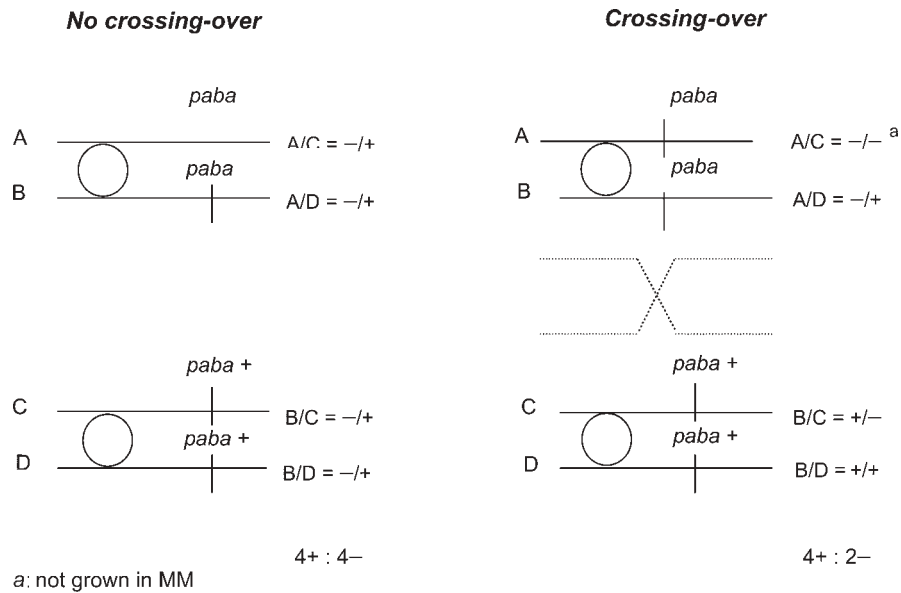 No crossing-over
paba
A
A/C = –/+
paba
B
A/D = –/+
paba +
C
B/C = –/+
paba +
D
B/D = –/+
4+ : 4–
a: not grown in MM
Crossing-over
paba
A
A/C = –/– a
paba
B
A/D = –/+
paba +
C
B/C = +/–
paba +
D
B/D = +/+
4+ : 2–